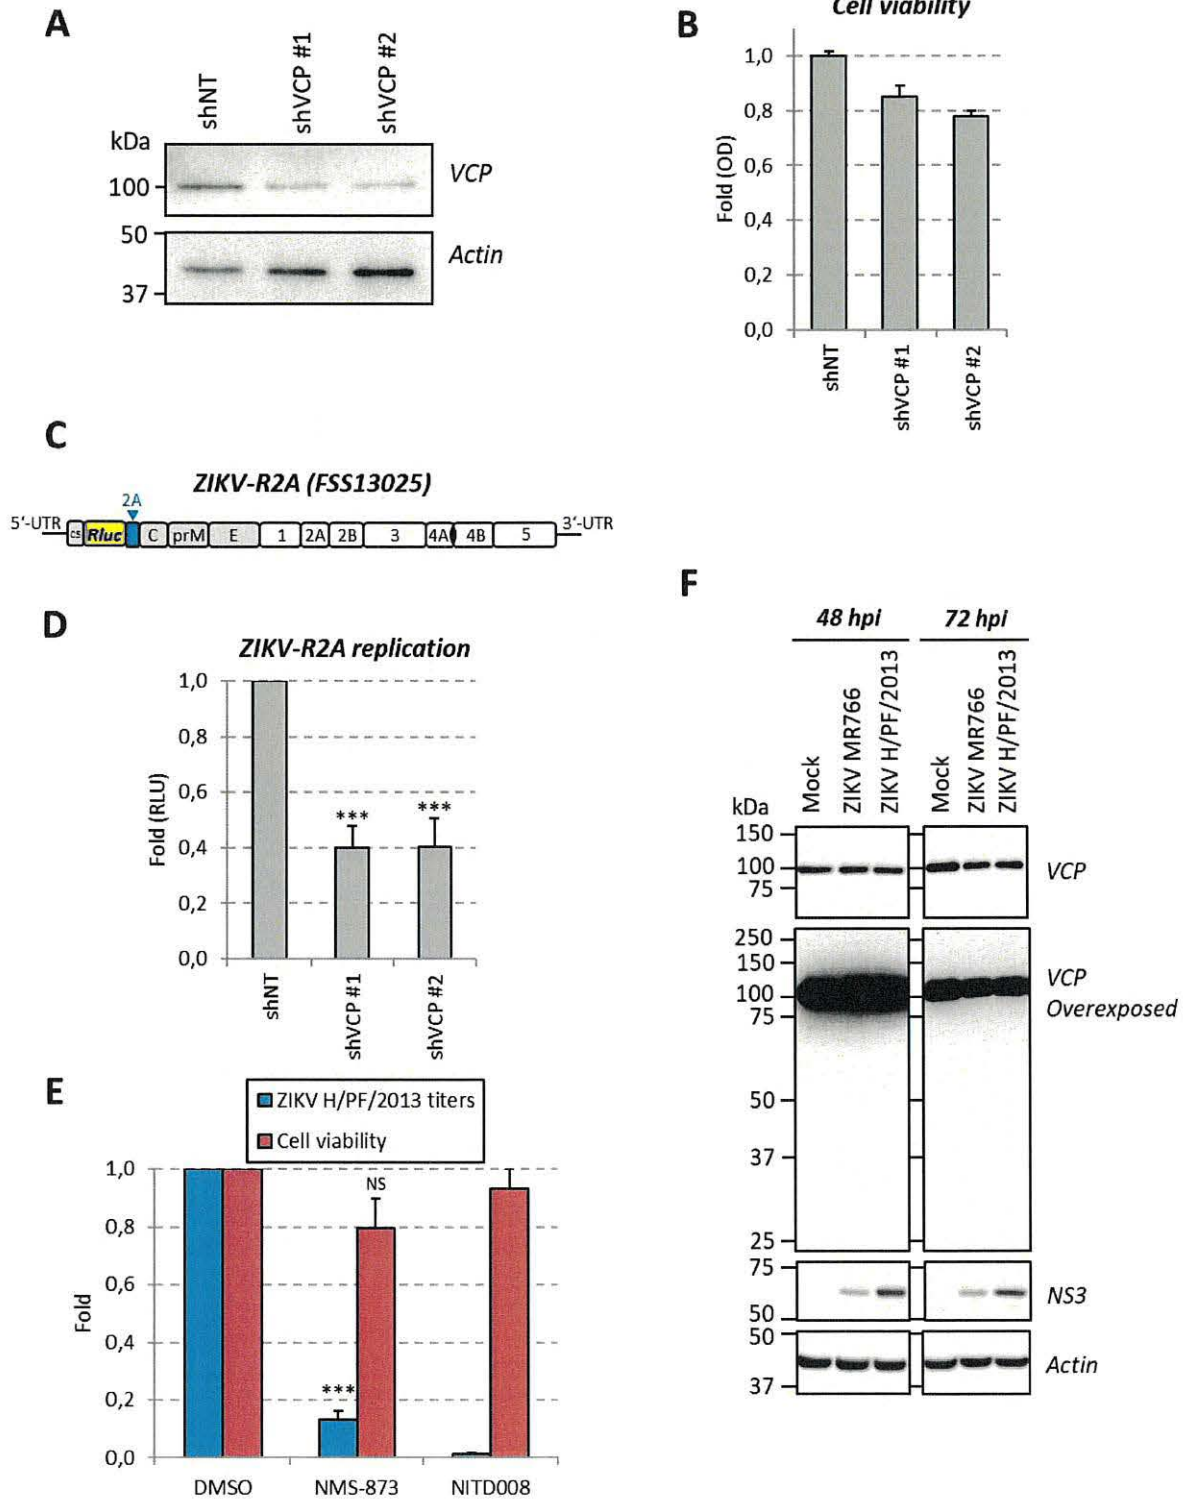 A
shNT
shVCP #1
shVCP #2
kDa
100
VCP
50
37
Actin
B
Cell viability
Fold (OD)
1,0
0,8
0,6
0,4
0,2
0,0
shNT
shVCP #1
shVCP #2
C
ZIKV-R2A (FSS13025)
2A
5'-UTR cs Rluc C prM E 1 2A 2B 3 4A 4B 5 3'-UTR
D
ZIKV-R2A replication
Fold (RLU)
1,0
0,8
0,6
0,4
0,2
0,0
***
***
shNT
shVCP #1
shVCP #2
E
ZIKV H/PF/2013 titers
Cell viability
Fold
1,0
0,8
0,6
0,4
0,2
0,0
***
NS
DMSO NMS-873 NITD008
F
48 hpi 72 hpi
Mock
ZIKV MR766
ZIKV H/PF/2013
Mock
ZIKV MR766
ZIKV H/PF/2013
kDa
150
100
75
VCP
250
150
100
75
50
37
25
VCP
Overexposed
75
50
NS3
50
37
Actin